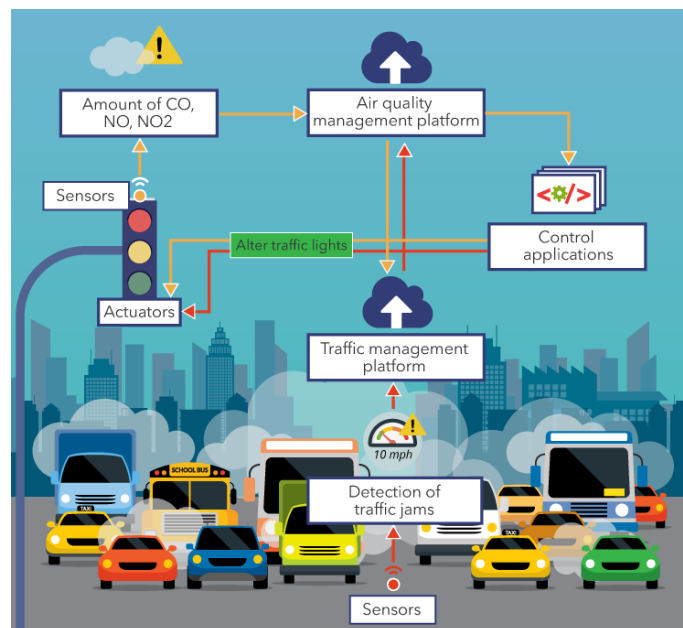 Amount of CO,
NO, NO2
Air quality
management platform
Sensors
</>
Alter traffic lights
Control
applications
Actuators
Traffic management
platform
10 mph
SCHOOL BUS
Detection of
traffic jams
TAXI
TAXI
Sensors